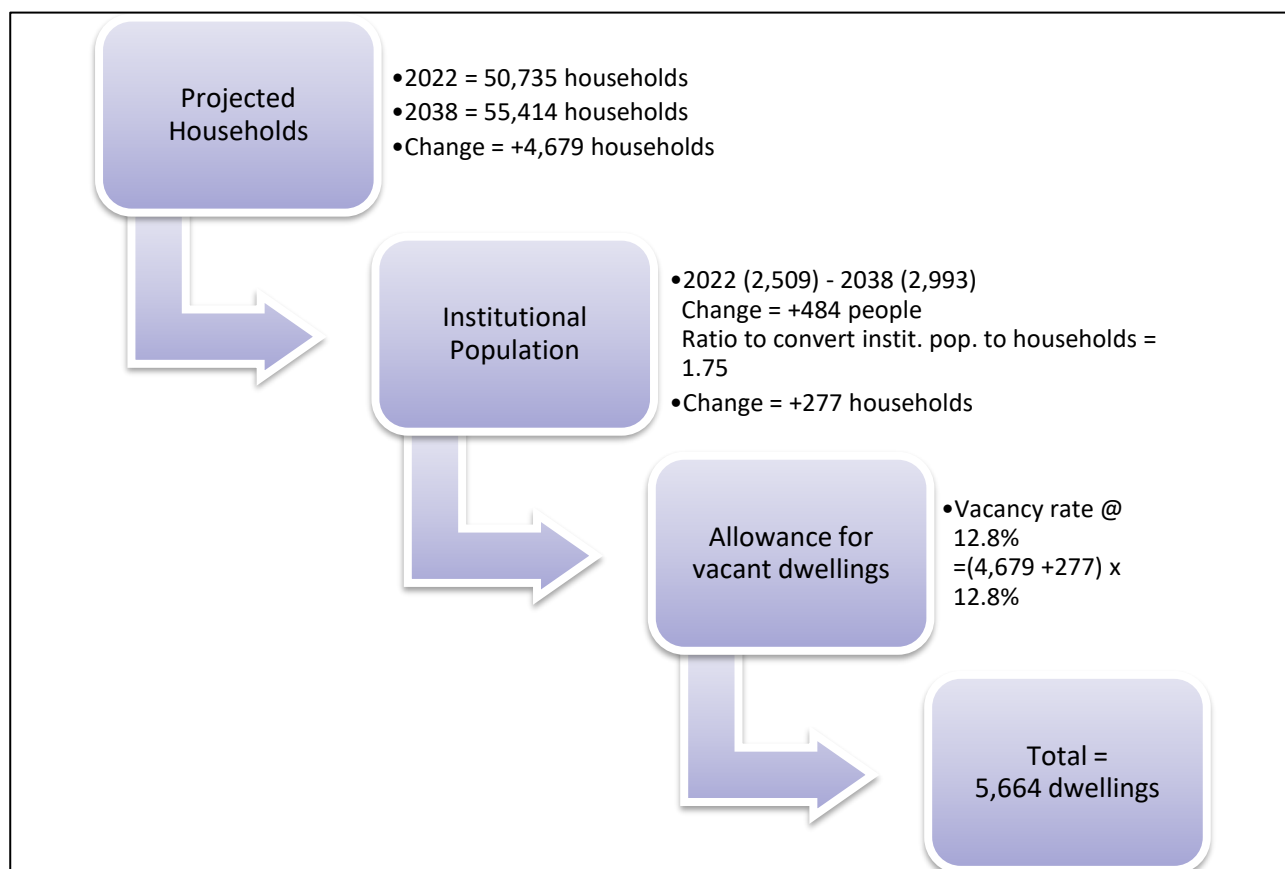 Projected
Households
•2022 = 50,735 households
•2038 = 55,414 households
•Change = +4,679 households
Institutional
Population
•2022 (2,509) - 2038 (2,993)
Change = +484 people
Ratio to convert instit. pop. to households =
1.75
•Change = +277 households
Allowance for
vacant dwellings
•Vacancy rate @
12.8%
=(4,679 +277) x
12.8%
Total =
5,664 dwellings